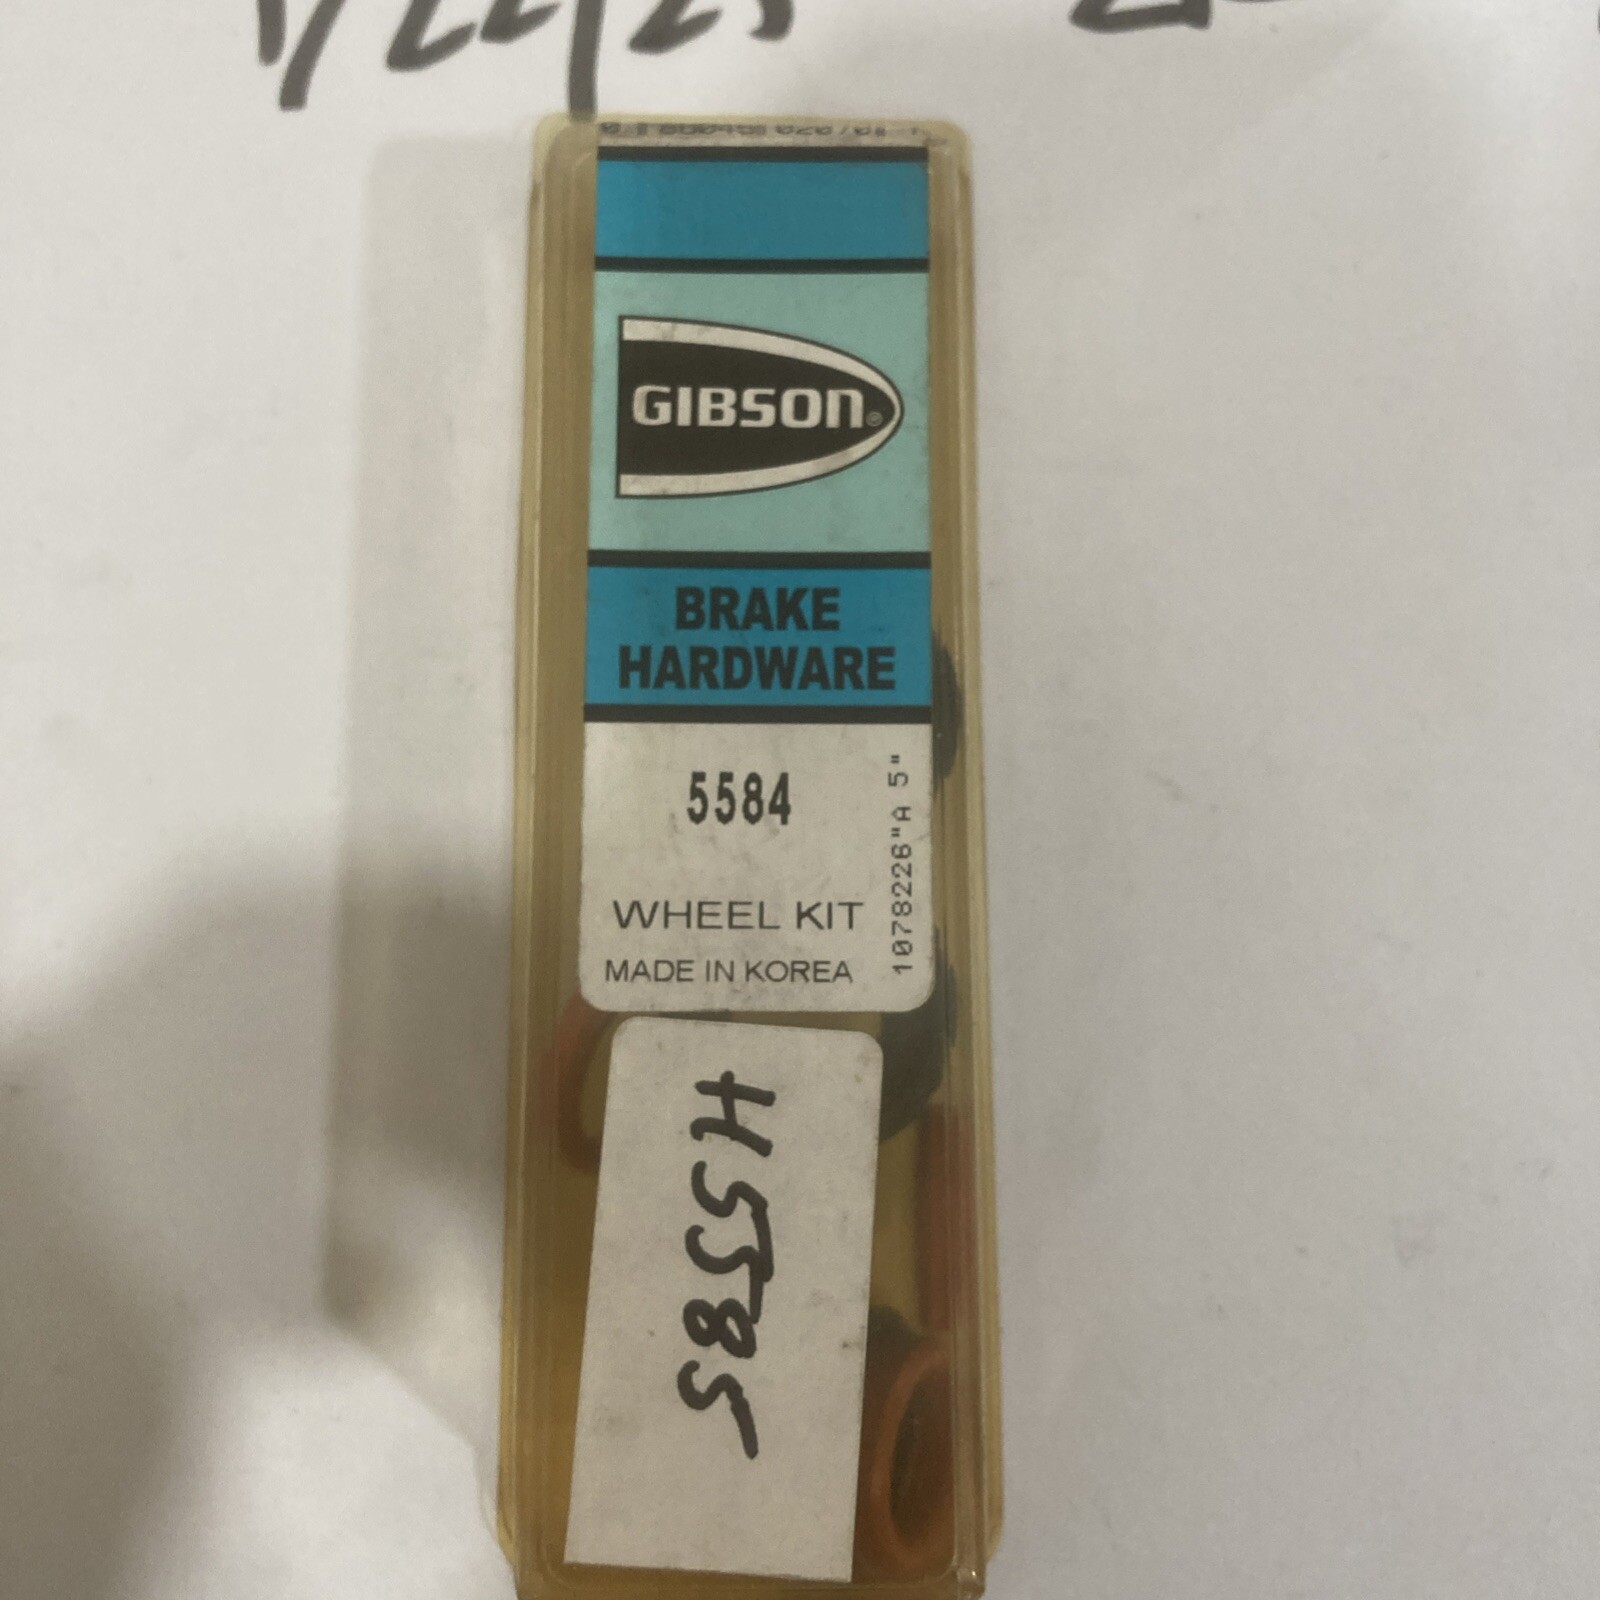 GIBSON®
BRAKE
HARDWARE
5584
1078226"A 5"
WHEEL KIT
MADE IN KOREA
H5585